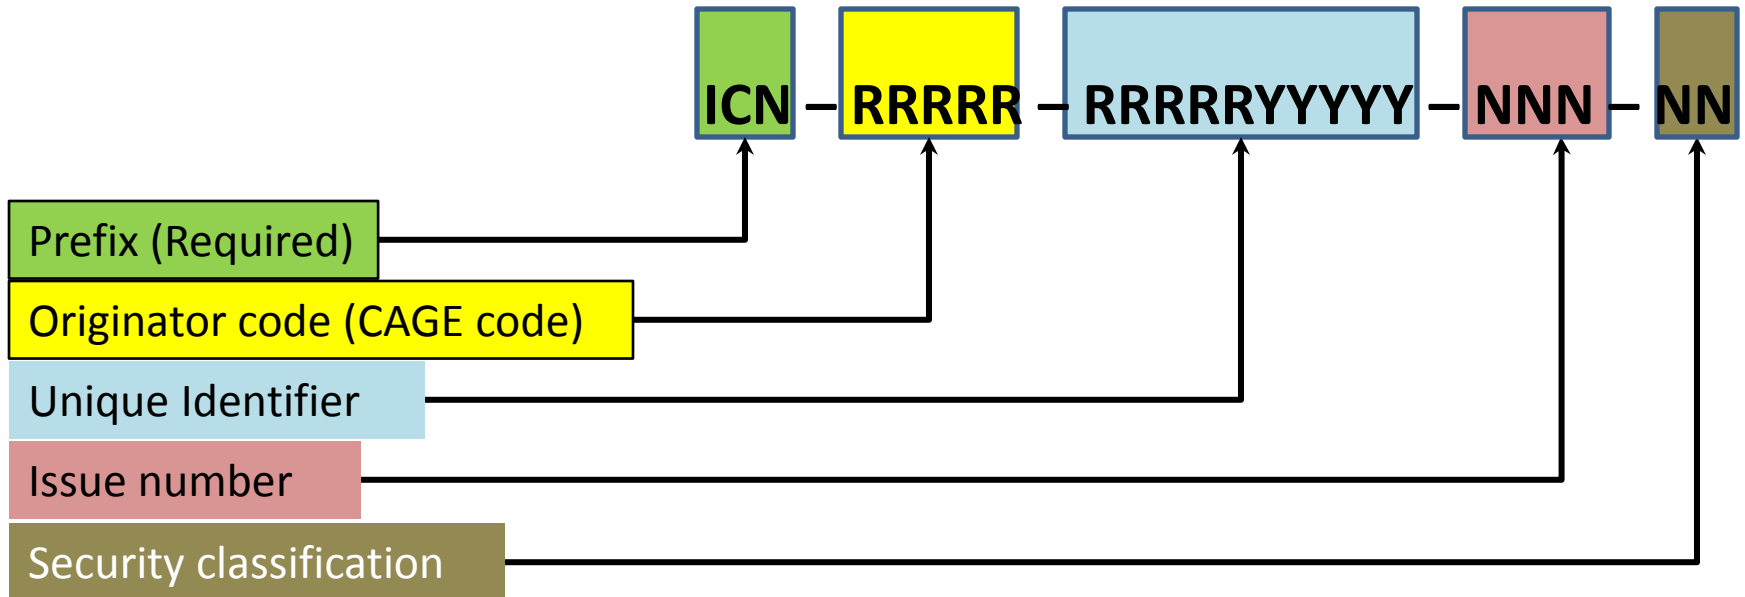 ICN – RRRRR – RRRRRYYYYY – NNN – NN
Prefix (Required)
Originator code (CAGE code)
Unique Identifier
Issue number
Security classification